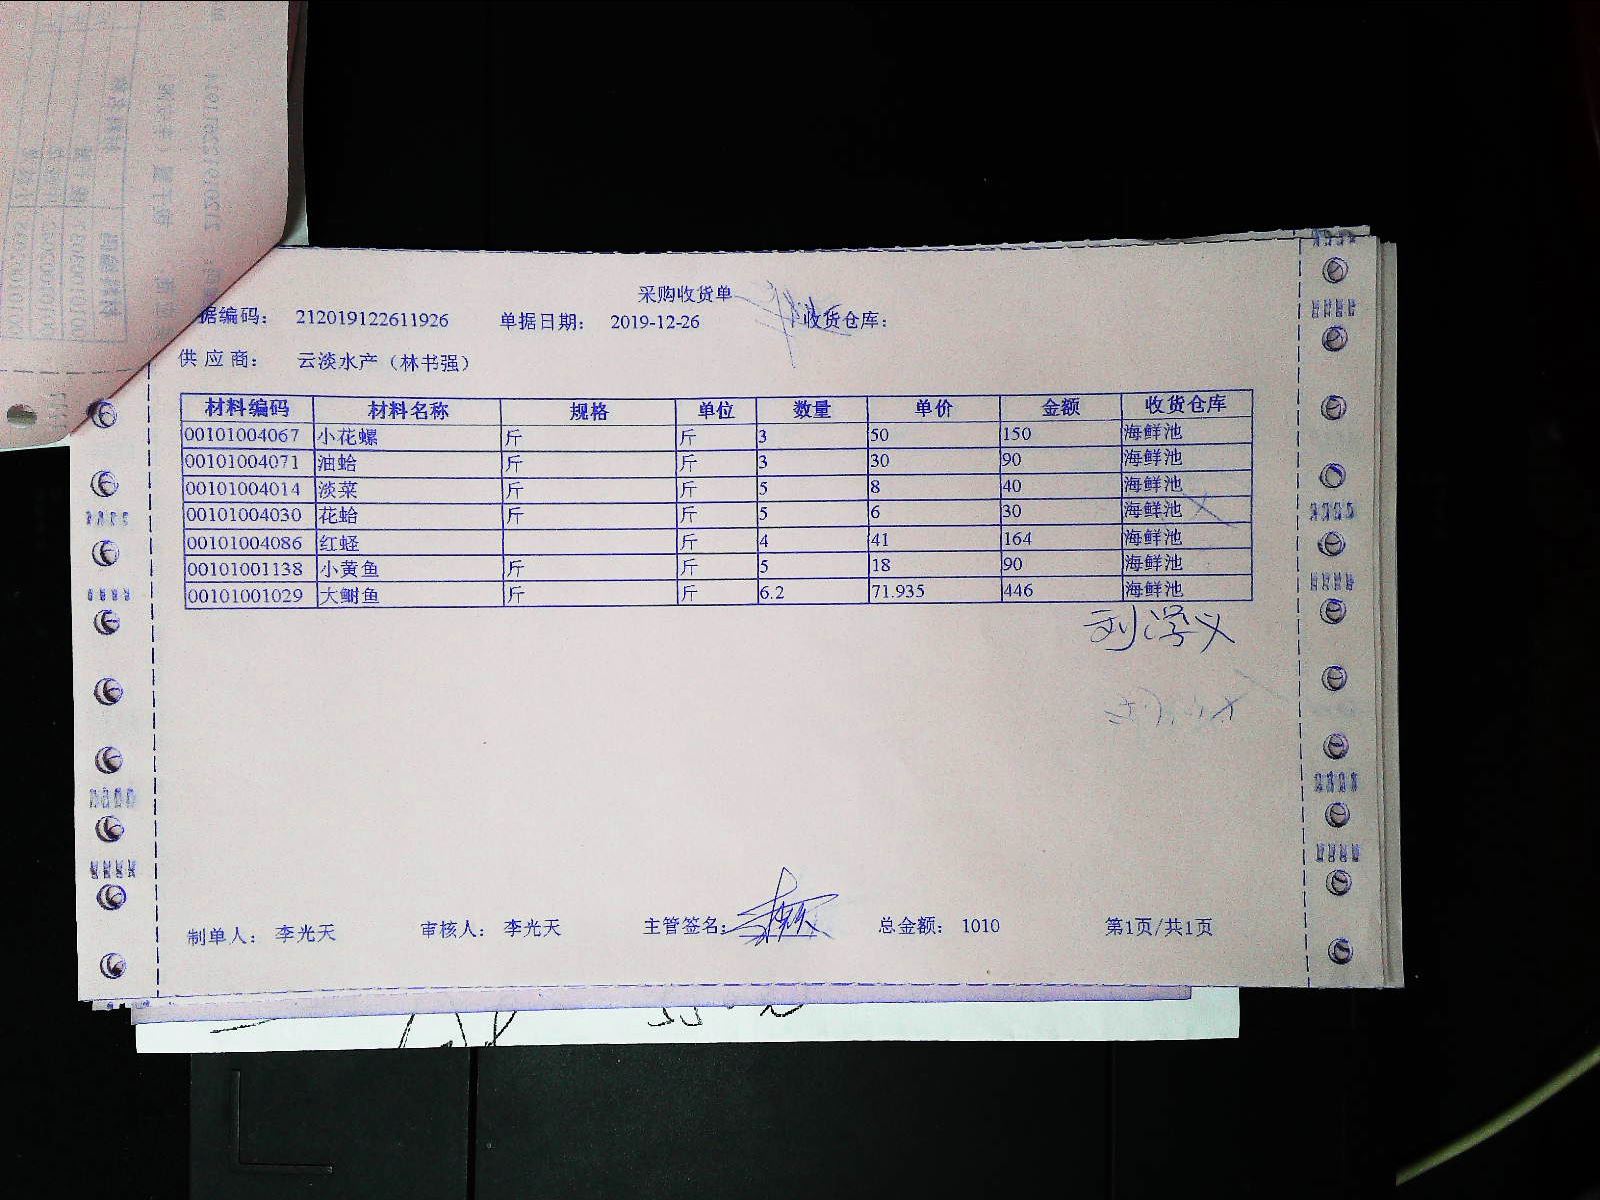 采购收货单
据编码： 212019122611926 单据日期： 2019-12-26 收货仓库：
供应商： 云淡水产（林书强）
材料编码 材料名称 规格 单位 数量 单价 金额 收货仓库
00101004067 小花螺 斤 斤 3 50 150 海鲜池
00101004071 油蛤 斤 斤 3 30 90 海鲜池
00101004014 淡菜 斤 斤 5 8 40 海鲜池
00101004030 花蛤 斤 斤 5 6 30 海鲜池
00101004086 红蛏 斤 4 41 164 海鲜池
00101001138 小黄鱼 斤 斤 5 18 90 海鲜池
00101001029 大鮰鱼 斤 斤 6.2 71.935 446 海鲜池
制单人： 李光天 审核人： 李光天 主管签名： 总金额： 1010 第1页/共1页